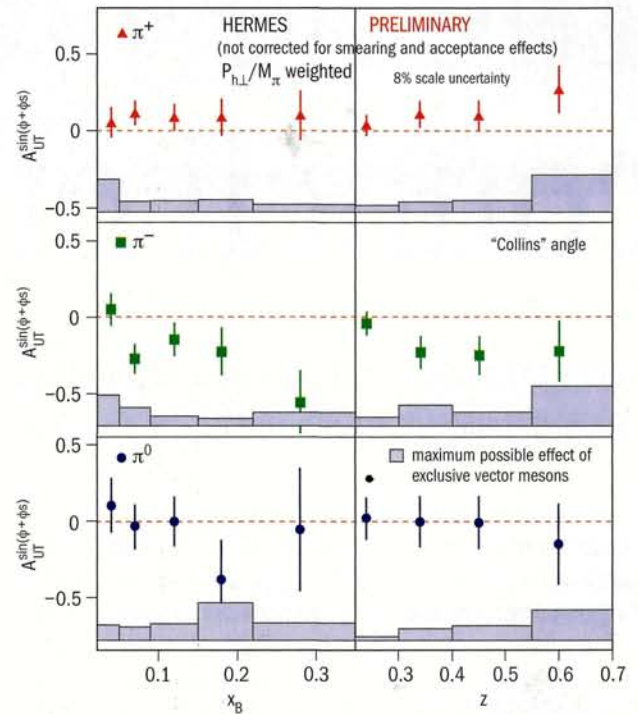 HERMES PRELIMINARY
(not corrected for smearing and acceptance effects)
P_h⊥/M_π weighted
8% scale uncertainty
π⁺
0.5
0
−0.5
A_UT^sin(ϕ+ϕs)
π⁻
"Collins" angle
0.5
0
−0.5
A_UT^sin(ϕ+ϕs)
π⁰
maximum possible effect of
exclusive vector mesons
0.5
0
−0.5
A_UT^sin(ϕ+ϕs)
0.1 0.2 0.3 0.3 0.4 0.5 0.6 0.7
x_B z